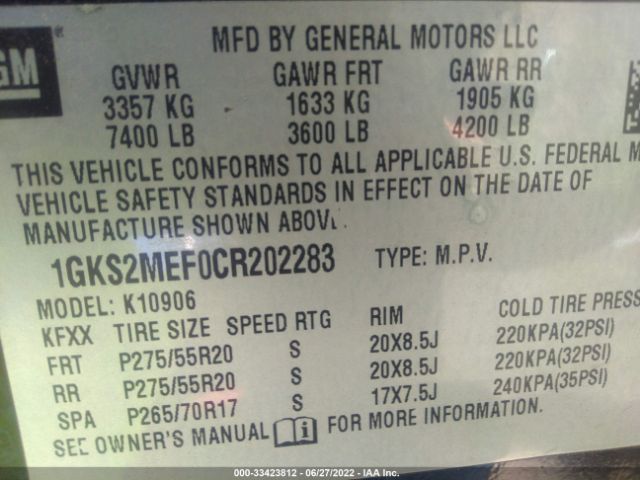 GM
MFD BY GENERAL MOTORS LLC
GVWR GAWR FRT GAWR RR
3357 KG 1633 KG 1905 KG
7400 LB 3600 LB 4200 LB
THIS VEHICLE CONFORMS TO ALL APPLICABLE U.S. FEDERAL M
VEHICLE SAFETY STANDARDS IN EFFECT ON THE DATE OF
MANUFACTURE SHOWN ABOV
1GKS2MEF0CR202283 TYPE: M.P.V.
MODEL: K10906
KFXX TIRE SIZE SPEED RTG RIM COLD TIRE PRESS
FRT P275/55R20 S 20X8.5J 220KPA(32PSI)
RR P275/55R20 S 20X8.5J 220KPA(32PSI)
SPA P265/70R17 S 17X7.5J 240KPA(35PSI)
SEE OWNER'S MANUAL i FOR MORE INFORMATION.
000-33423812 - 06/27/2022 - IAA Inc.